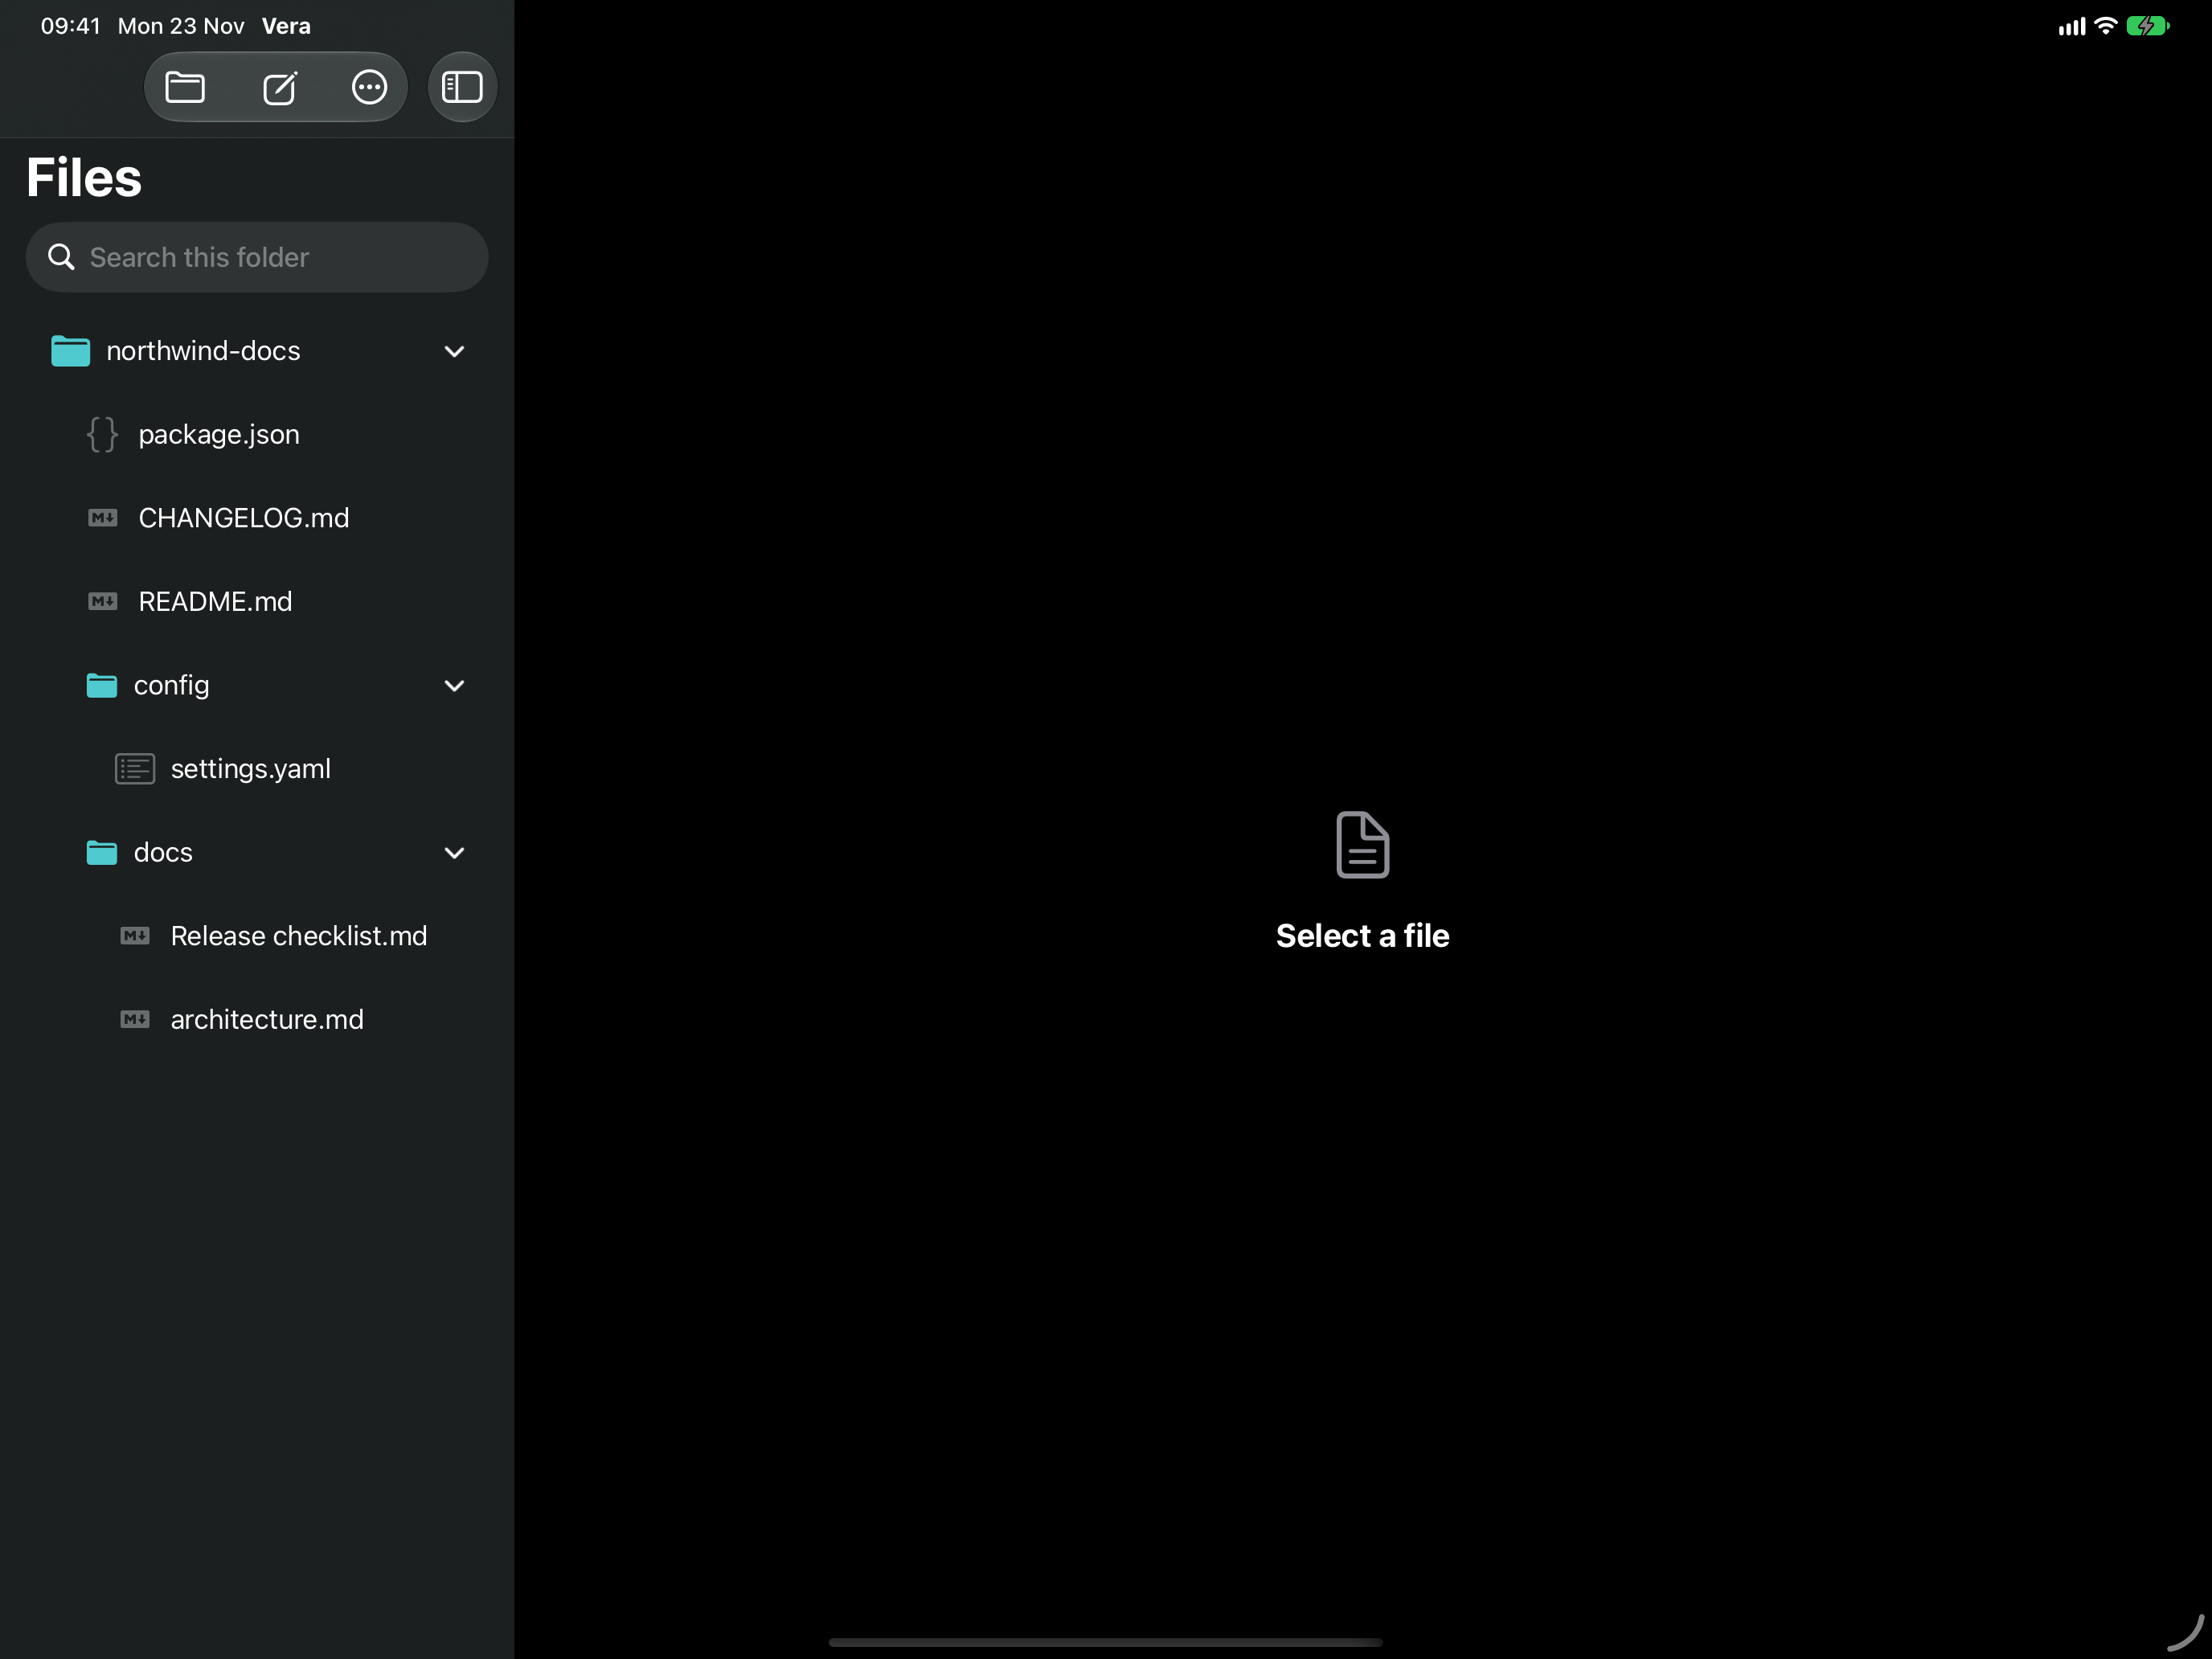 09:41 Mon 23 Nov Vera
Files
Search this folder
northwind-docs
package.json
CHANGELOG.md
README.md
config
settings.yaml
docs
Release checklist.md
architecture.md
Select a file